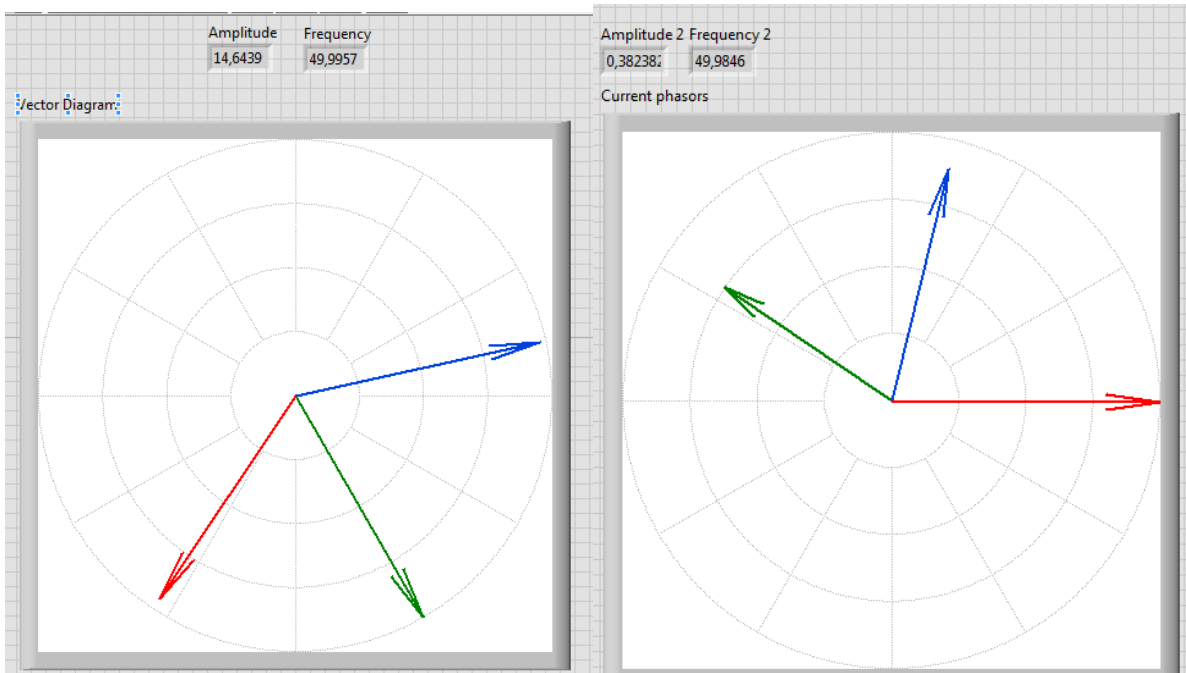 Amplitude Frequency
14,6439 49,9957
Vector Diagram
Amplitude 2 Frequency 2
0,382382 49,9846
Current phasors